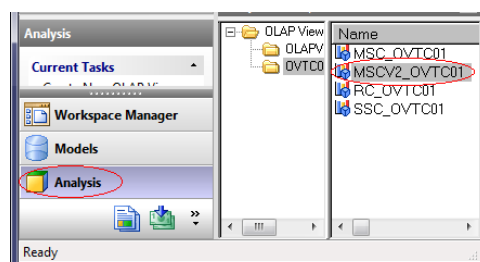 Analysis
Current Tasks
Workspace Manager
Models
Analysis
Ready
OLAP View
OLAPV
OVTC0
Name
MSC_OVTC01
MSCV2_OVTC01
RC_OVTC01
SSC_OVTC01